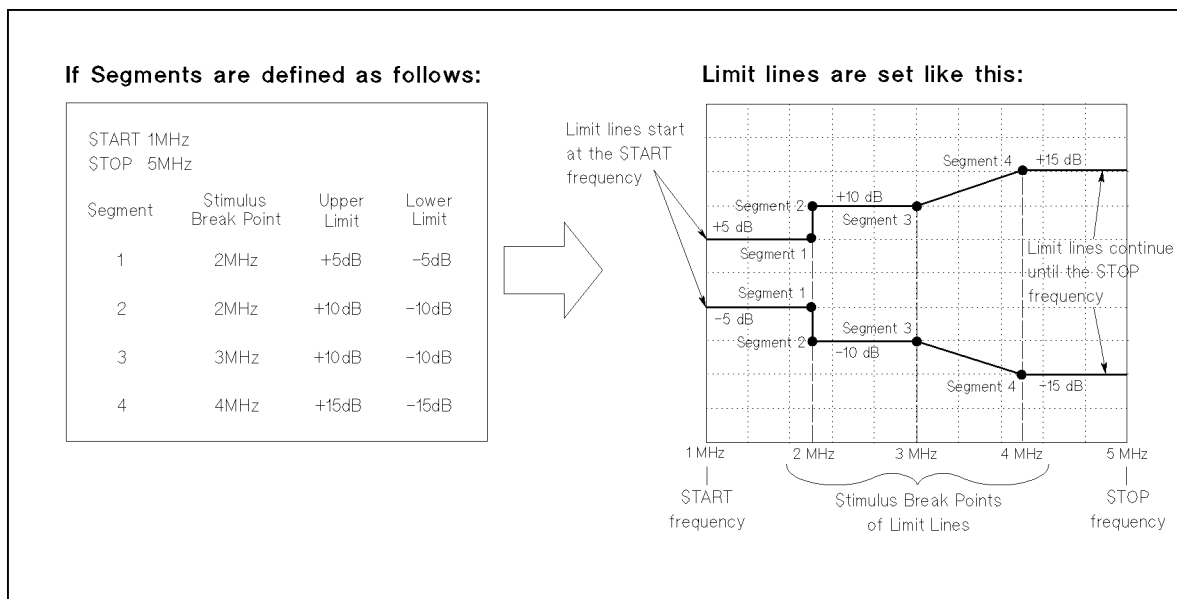 If Segments are defined as follows:
START 1MHz
STOP 5MHz
Segment Stimulus Break Point Upper Limit Lower Limit
1 2MHz +5dB -5dB
2 2MHz +10dB -10dB
3 3MHz +10dB -10dB
4 4MHz +15dB -15dB
Limit lines are set like this:
Limit lines start
at the START
frequency
Segment 4 +15 dB
Segment 2 +10 dB
Segment 3
+5 dB
Segment 1
Limit lines continue
until the STOP
frequency
Segment 1
-5 dB
Segment 3
Segment 2 -10 dB
Segment 4 -15 dB
1 MHz 2 MHz 3 MHz 4 MHz 5 MHz
START
frequency
Stimulus Break Points
of Limit Lines
STOP
frequency